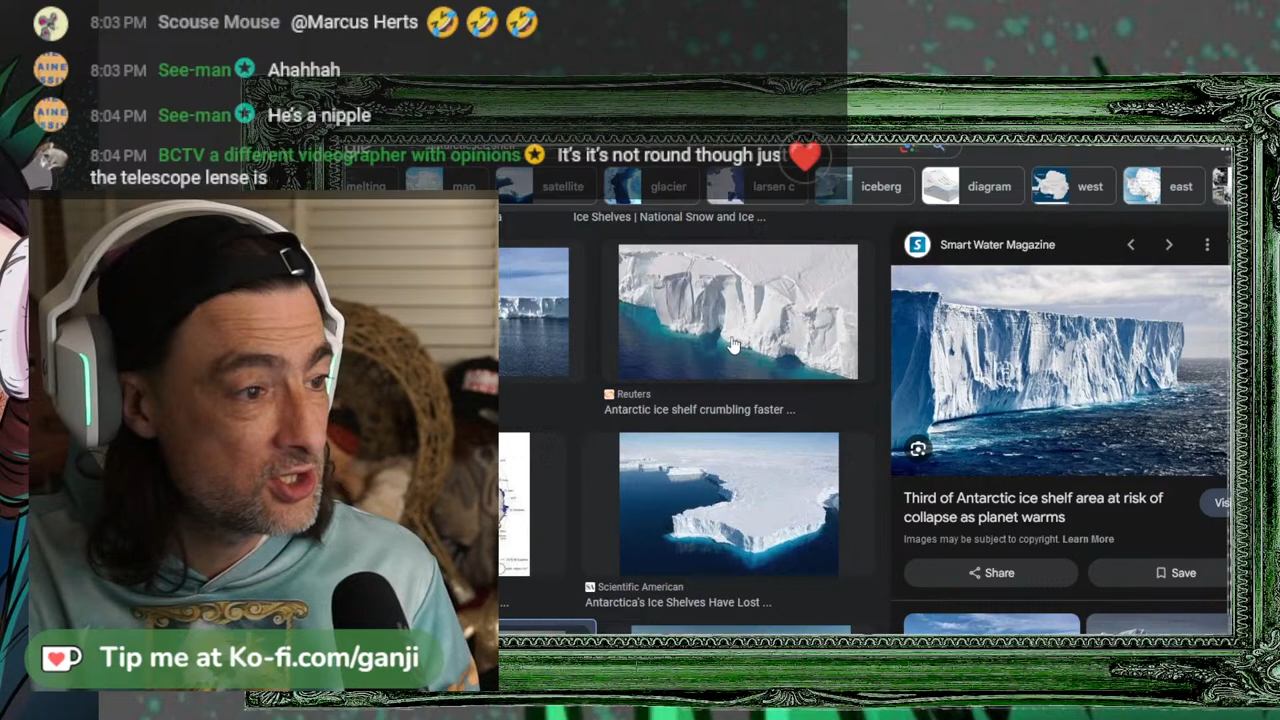 8:03 PM Scouse Mouse @Marcus Herts 🤣 🤣 🤣
8:03 PM See-man Ahahhah
8:04 PM See-man He's a nipple
8:04 PM BCTV a different videographer with opinions It's it's not round though jus
the telescope lense is
melting
map
satellite
glacier
larsen c
iceberg
diagram
west
east
Ice Shelves | National Snow and Ice ...
Smart Water Magazine
Reuters
Antarctic ice shelf crumbling faster ...
Third of Antarctic ice shelf area at risk of
collapse as planet warms
Vis
Images may be subject to copyright. Learn More
Share
Save
Scientific American
Antarctica's Ice Shelves Have Lost ...
Tip me at Ko-fi.com/ganji